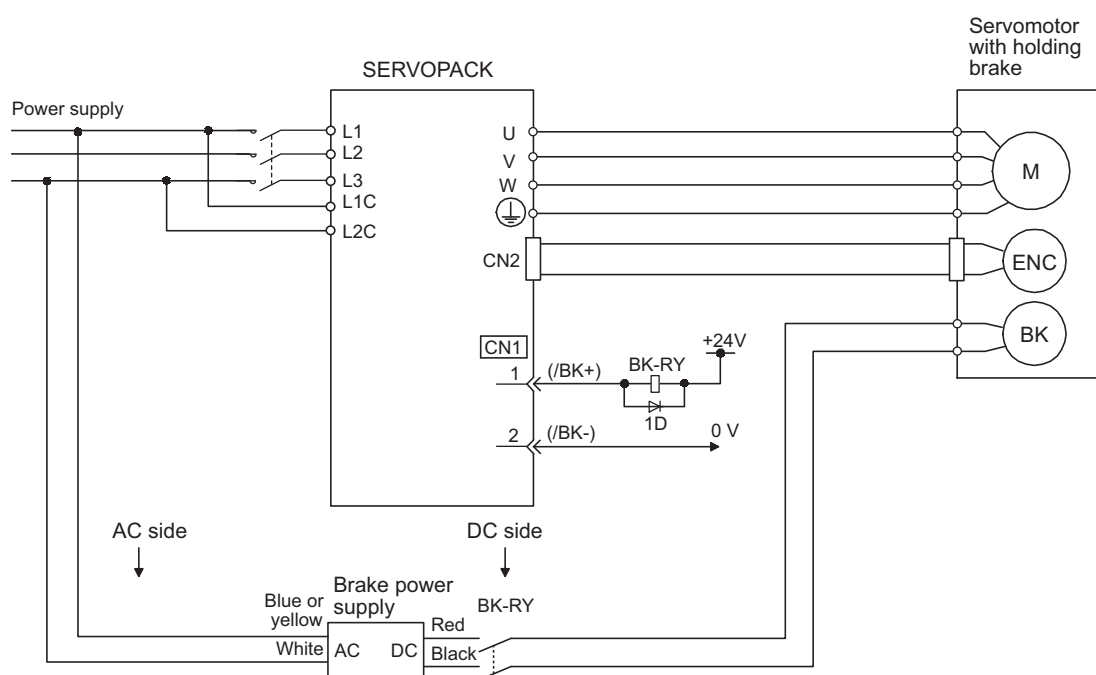 Servomotor
with holding
brake
SERVOPACK
Power supply
L1
L2
L3
L1C
L2C
U
V
W
M
CN2
ENC
CN1
BK
+24V
1
(/BK+)
BK-RY
1D
2
(/BK-)
0 V
AC side
DC side
Brake power
supply
BK-RY
Blue or
yellow
Red
White
AC
DC
Black